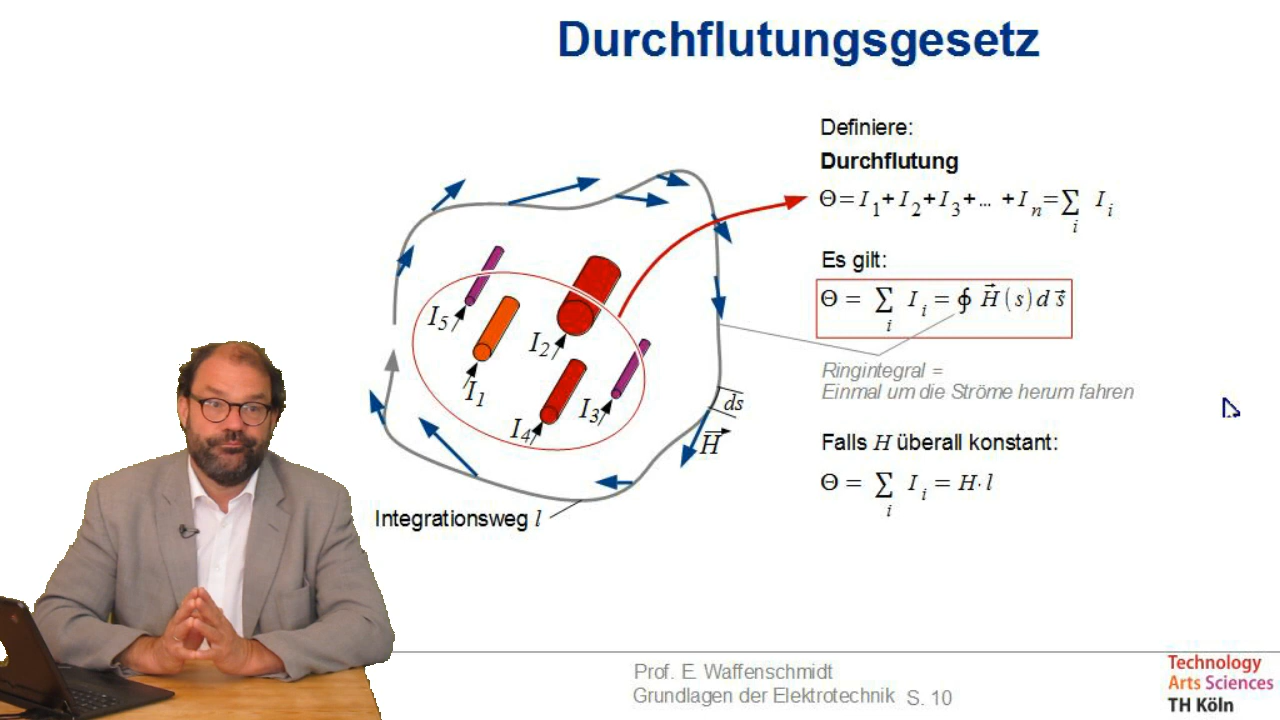 Durchflutungsgesetz
Definiere:
Durchflutung
Θ = I₁ + I₂ + I₃ + ... + Iₙ = ∑ᵢ Iᵢ
Es gilt:
Θ = ∑ᵢ Iᵢ = ∮ H⃗(s) d s⃗
Ringintegral =
Einmal um die Ströme herum fahren
Falls H überall konstant:
Θ = ∑ᵢ Iᵢ = H·l
I₅
I₂
I₁
I₄
I₃
ds
H⃗
Integrationsweg l
Prof. E. Waffenschmidt
Grundlagen der Elektrotechnik S. 10
Technology
Arts Sciences
TH Köln